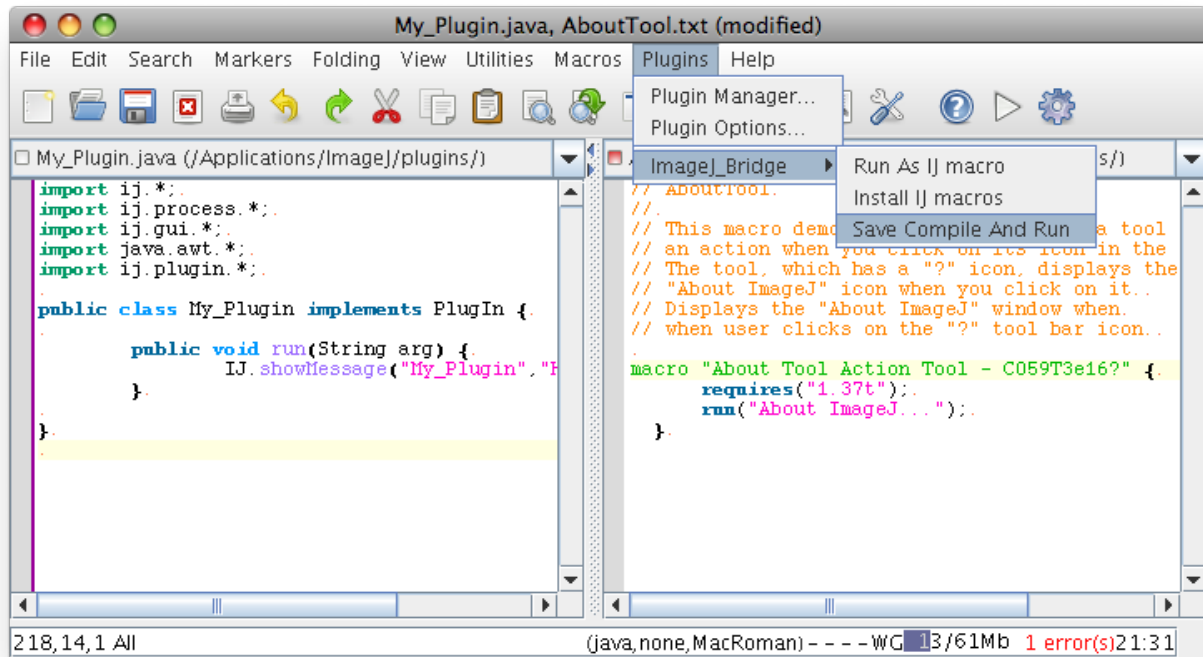 My_Plugin.java, AboutTool.txt (modified)
File Edit Search Markers Folding View Utilities Macros Plugins Help
Plugin Manager...
Plugin Options...
ImageJ_Bridge
Run As IJ macro
Install IJ macros
Save Compile And Run
My_Plugin.java (/Applications/ImageJ/plugins/)
s/)
import ij.*;.
import ij.process.*;.
import ij.gui.*;.
import java.awt.*;.
import ij.plugin.*;.
.
public class My_Plugin implements PlugIn {.
.
public void run(String arg) {.
IJ.showMessage("My_Plugin","H
}.
.
}.
.
// AboutTool.
//.
// This macro demo a tool
// an action when you click on its icon in the
// The tool, which has a "?" icon, displays the
// "About ImageJ" icon when you click on it..
// Displays the "About ImageJ" window when.
// when user clicks on the "?" tool bar icon..
.
macro "About Tool Action Tool - C059T3e16?" {.
requires("1.37t");.
run("About ImageJ...");.
}.
218,14,1 All
(java,none,MacRoman)- - - -WG 13/61Mb 1 error(s)21:31